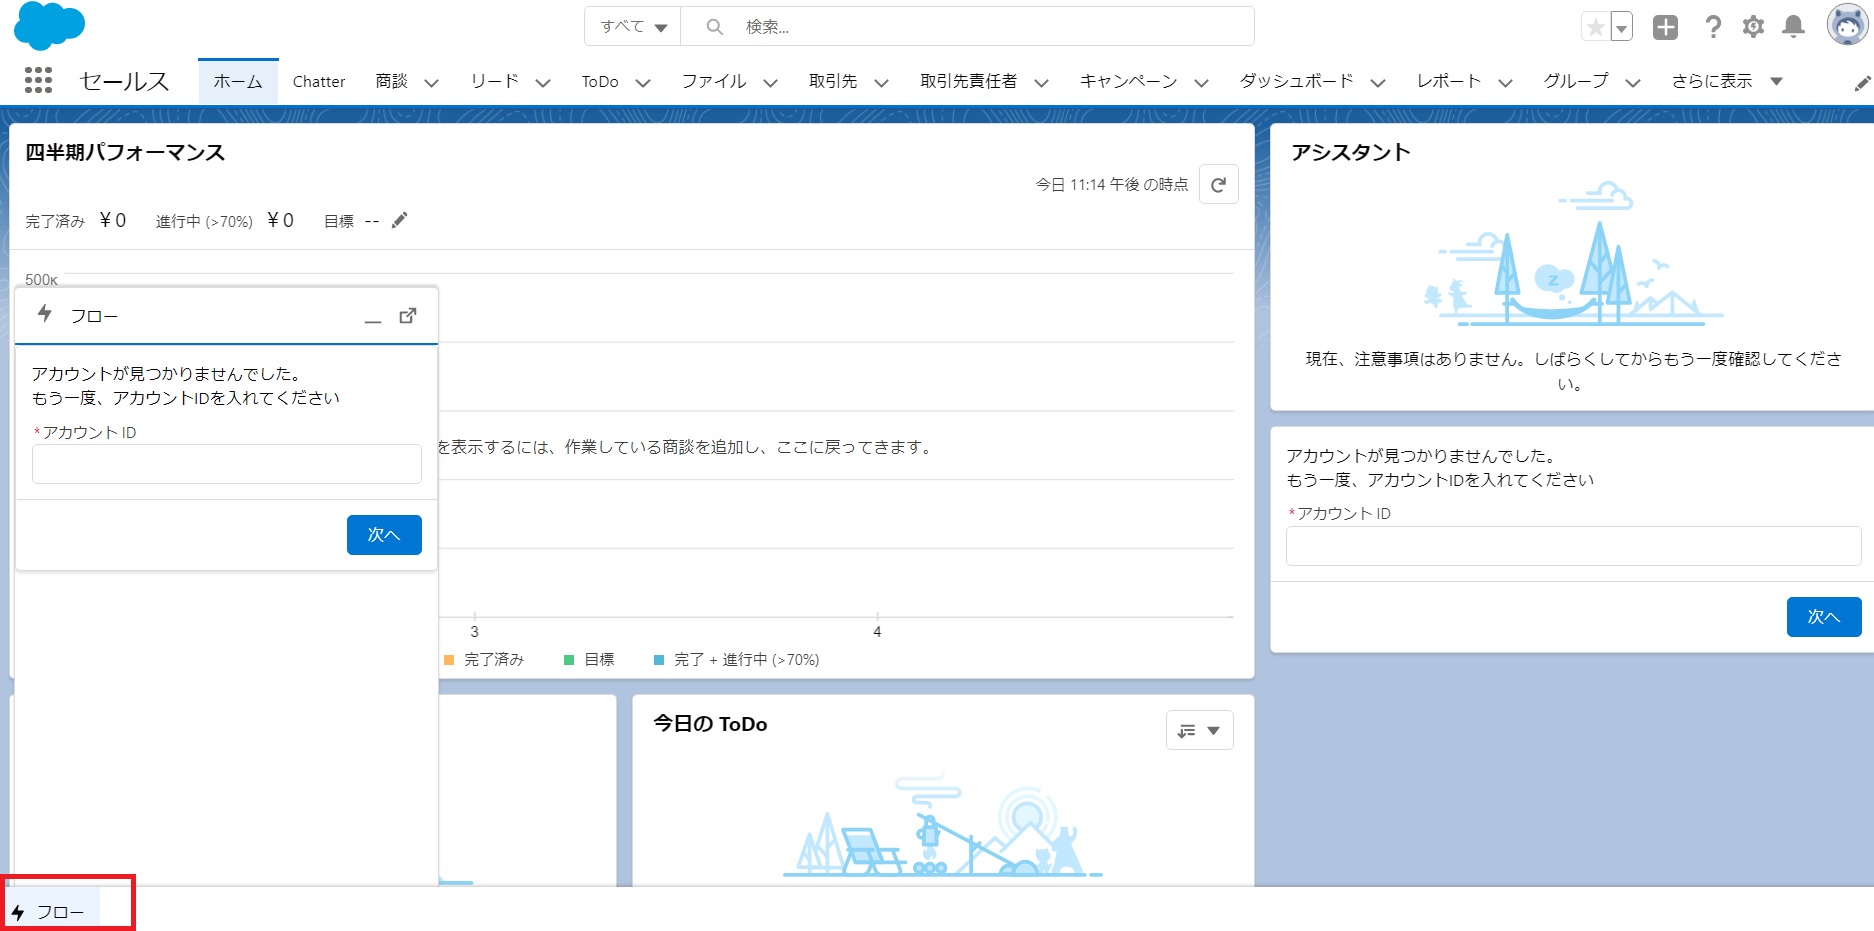 すべて
検索...
セールス
ホーム
Chatter
商談
リード
ToDo
ファイル
取引先
取引先責任者
キャンペーン
ダッシュボード
レポート
グループ
さらに表示
四半期パフォーマンス
今日 11:14 午後 の時点
完了済み ¥ 0 進行中 (>70%) ¥ 0 目標 --
500K
フロー
アカウントが見つかりませんでした。
もう一度、アカウントIDを入れてください
*アカウント ID
次へ
を表示するには、作業している商談を追加し、ここに戻ってきます。
3
4
完了済み
目標
完了 + 進行中 (>70%)
今日の ToDo
アシスタント
z
現在、注意事項はありません。しばらくしてからもう一度確認してくださ
い。
アカウントが見つかりませんでした。
もう一度、アカウントIDを入れてください
*アカウント ID
次へ
フロー